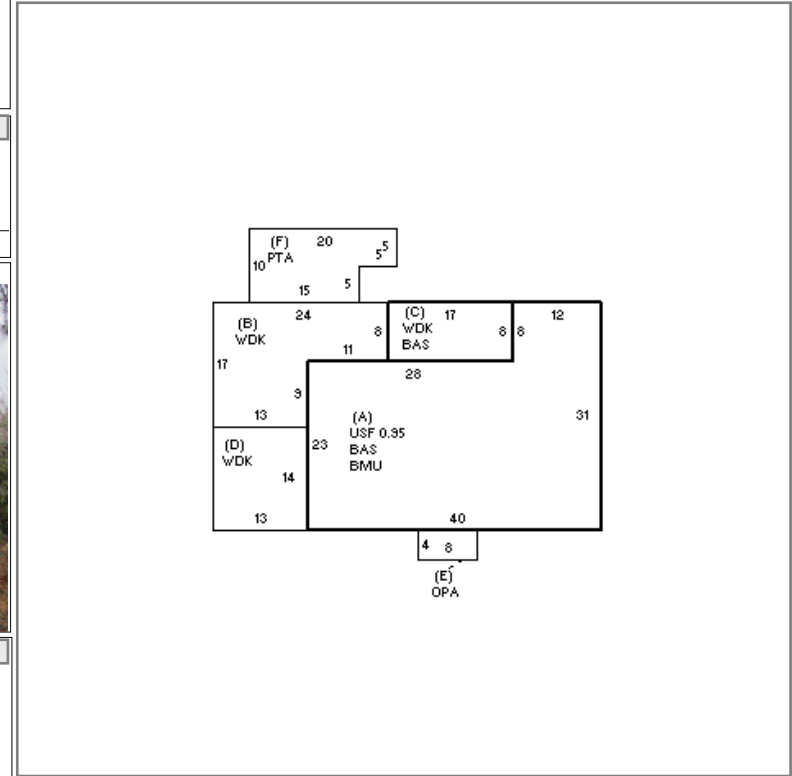 (F) 20 5
5
10 PTA
15 5
24
(B)
WDK
8
11
17
9
13
(C) 17
WDK
BAS
8 8
12
28
31
(A)
USF 0.95
BAS
BMU
23
(D)
WDK
14
13
40
4 8
(E)
OPA